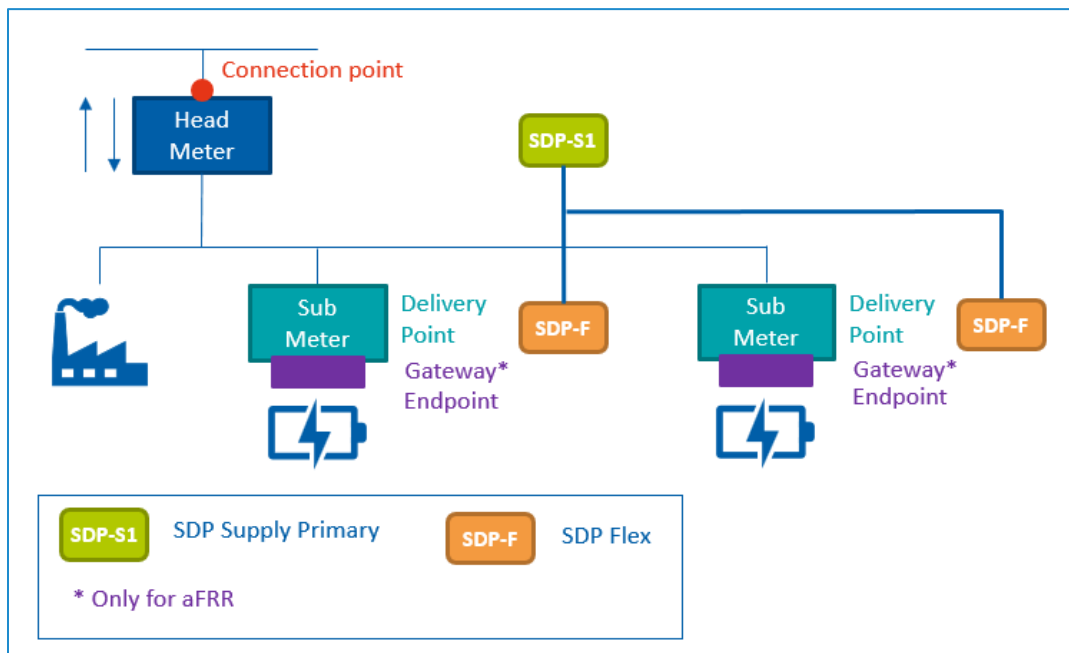 Connection point
Head
Meter
SDP-S1
Sub
Meter
Delivery
Point
SDP-F
Gateway*
Endpoint
Sub
Meter
Delivery
Point
SDP-F
Gateway*
Endpoint
SDP-S1 SDP Supply Primary
SDP-F SDP Flex
* Only for aFRR